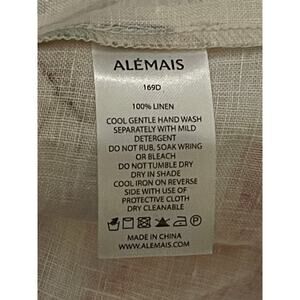 ALÉMAIS
169D
100% LINEN
COOL GENTLE HAND WASH
SEPARATELY WITH MILD
DETERGENT
DO NOT RUB, SOAK WRING
OR BLEACH
DO NOT TUMBLE DRY
DRY IN SHADE
COOL IRON ON REVERSE
SIDE WITH USE OF
PROTECTIVE CLOTH
DRY CLEANABLE
MADE IN CHINA
WWW.ALEMAIS.COM